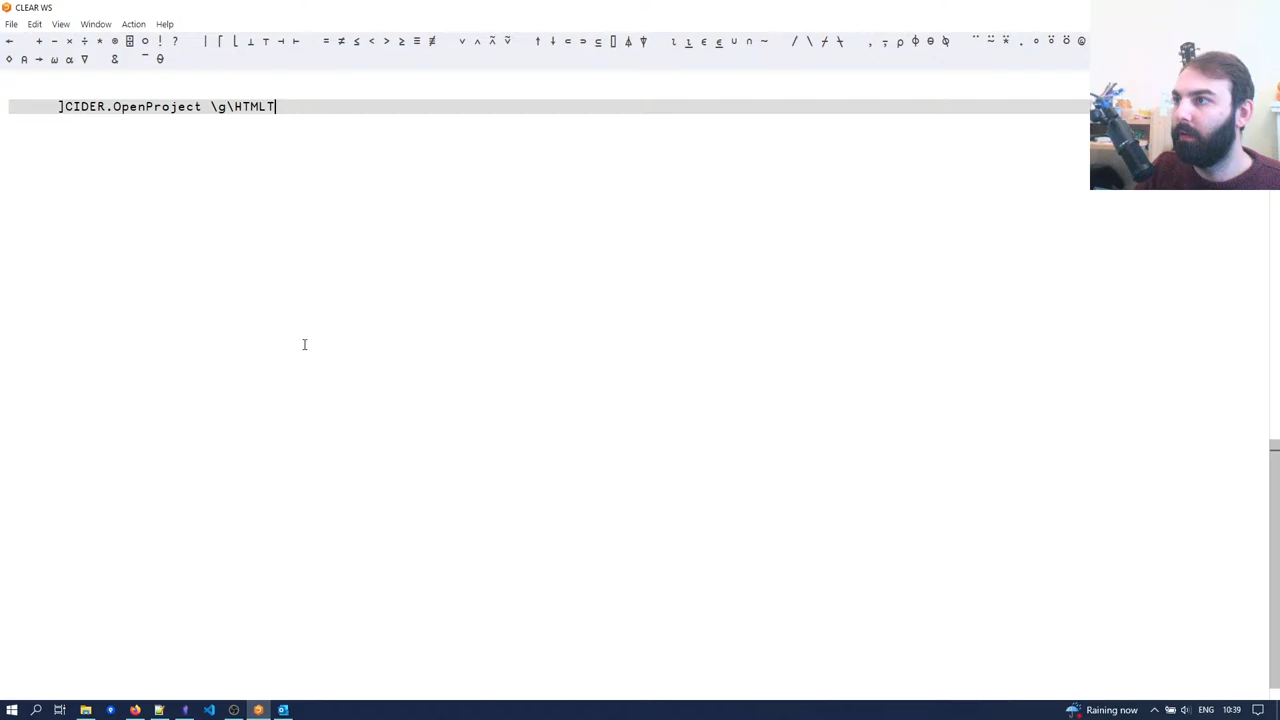 CLEAR WS
File Edit View Window Action Help
← + - × ÷ * ⍟ ⌹ ○ ! ? | ⌈ ⌊ ⊥ ⊤ ⊣ ⊢ = ≠ ≤ < > ≥ ≡ ≢ ∨ ∧ ⍲ ⍱ ↑ ↓ ⊂ ⊃ ⊆ ⌷ ⍋ ⍒ ⍳ ⍸ ∊ ⍷ ∪ ∩ ~ / \ ⌿ ⍀ , ⍪ ⍴ ⌽ ⊖ ⍉ ¨ ⍨ ⍣ . ∘ ⍤ ⍥ @
⋄ ⍝ → ⍵ ⍺ ∇ & ¯ ⍬
]CIDER.OpenProject \g\HTMLT
Raining now ENG 10:39